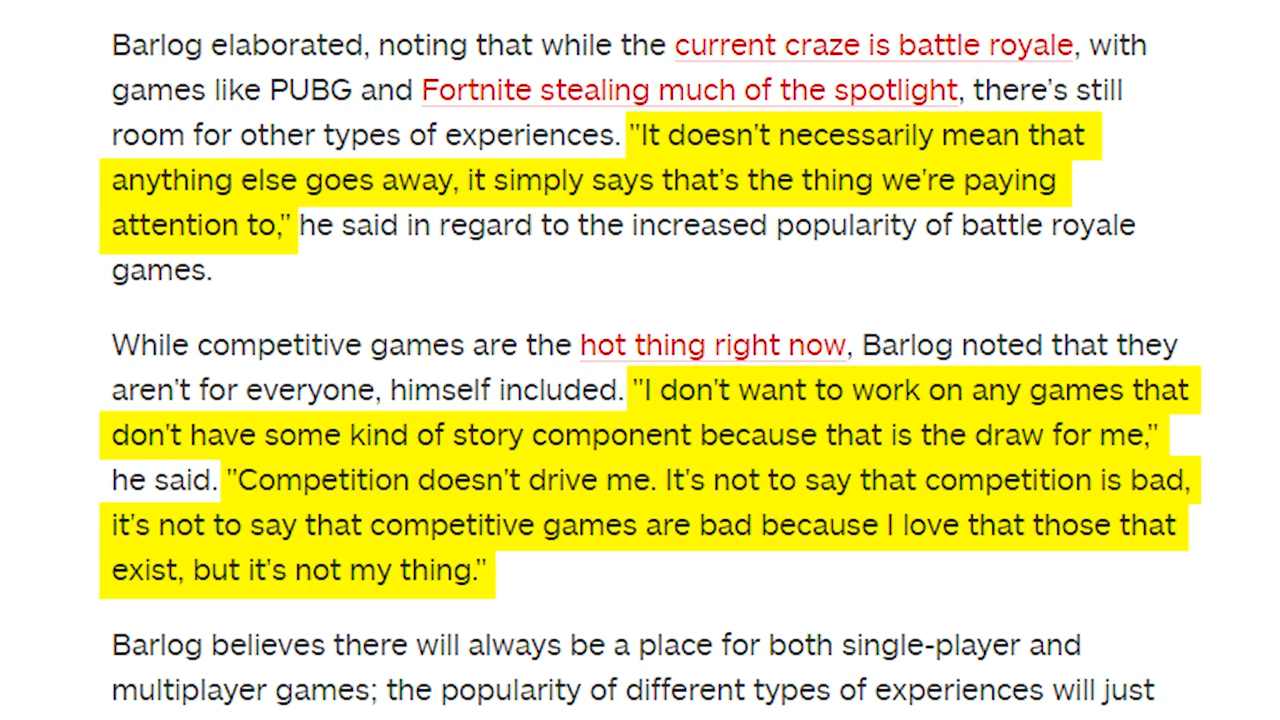 Barlog elaborated, noting that while the current craze is battle royale, with
games like PUBG and Fortnite stealing much of the spotlight, there's still
room for other types of experiences. "It doesn't necessarily mean that
anything else goes away, it simply says that's the thing we're paying
attention to," he said in regard to the increased popularity of battle royale
games.
While competitive games are the hot thing right now, Barlog noted that they
aren't for everyone, himself included. "I don't want to work on any games that
don't have some kind of story component because that is the draw for me,"
he said. "Competition doesn't drive me. It's not to say that competition is bad,
it's not to say that competitive games are bad because I love that those that
exist, but it's not my thing."
Barlog believes there will always be a place for both single-player and
multiplayer games; the popularity of different types of experiences will just